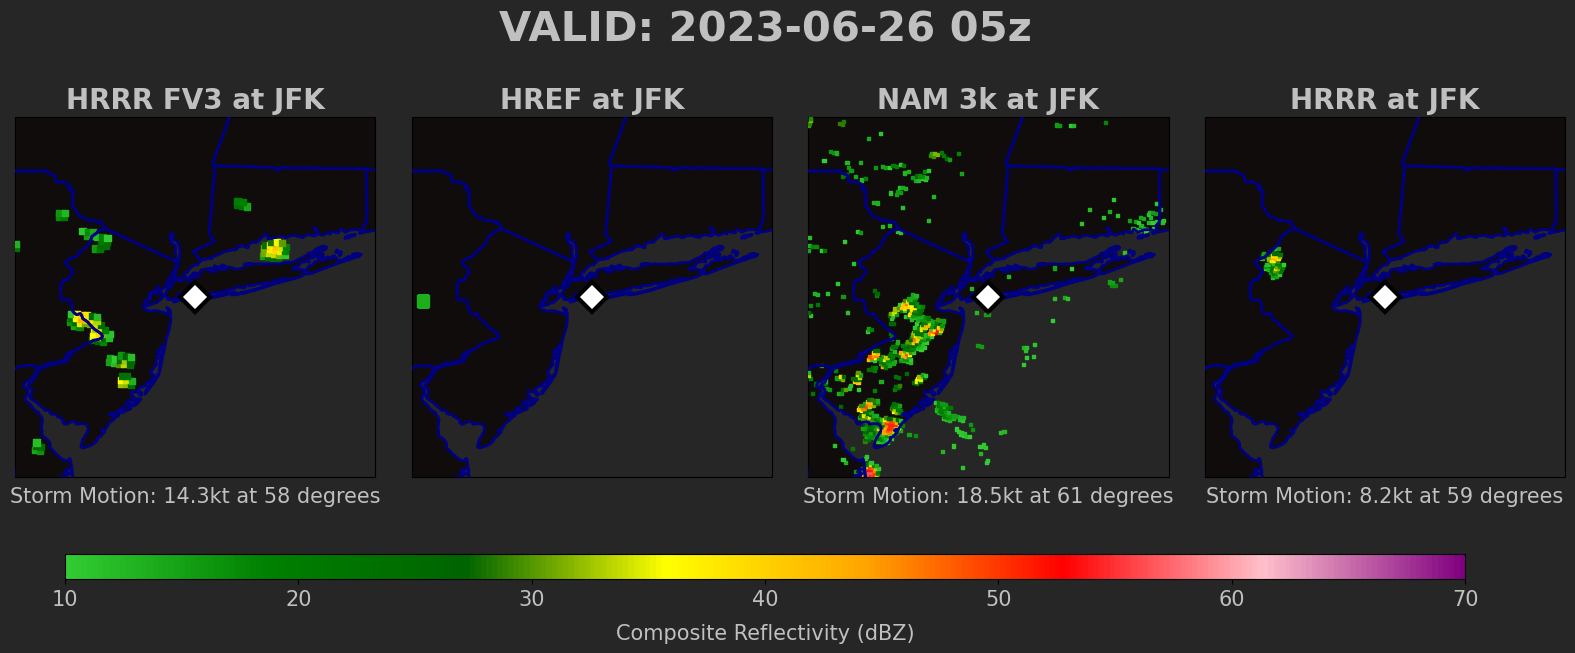 VALID: 2023-06-26 05z
HRRR FV3 at JFK
HREF at JFK
NAM 3k at JFK
HRRR at JFK
Storm Motion: 14.3kt at 58 degrees
Storm Motion: 18.5kt at 61 degrees
Storm Motion: 8.2kt at 59 degrees
10 20 30 40 50 60 70
Composite Reflectivity (dBZ)